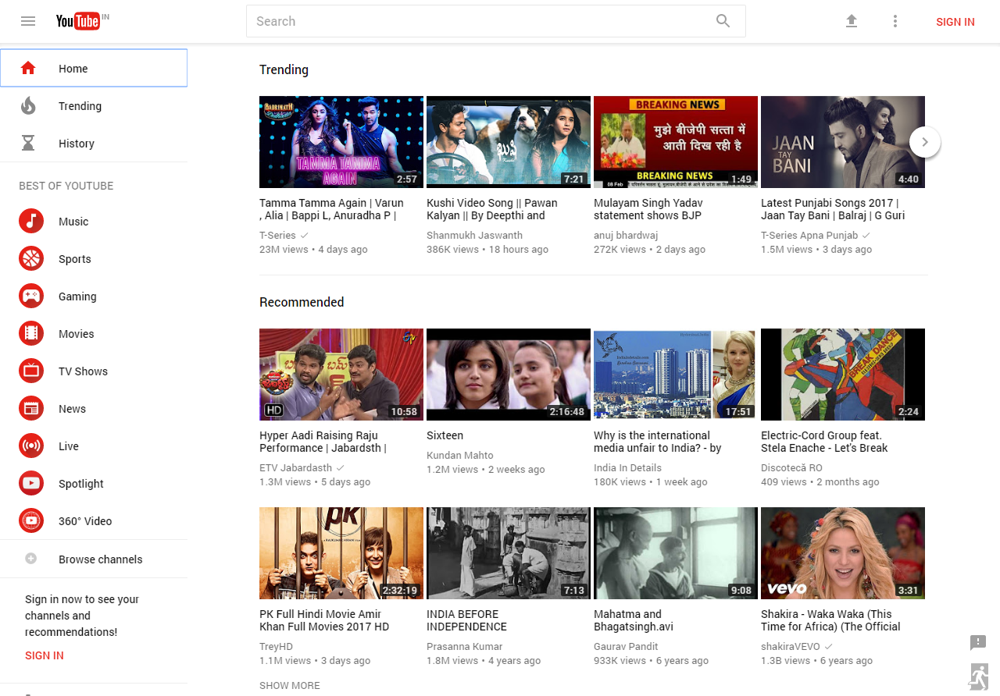 YouTube IN
Search
SIGN IN
Home
Trending
History
BEST OF YOUTUBE
Music
Sports
Gaming
Movies
TV Shows
News
Live
Spotlight
360° Video
Browse channels
Sign in now to see your
channels and
recommendations!
SIGN IN
Trending
BADRINATH
TAMMA TAMMA
AGAIN
2:57
Tamma Tamma Again | Varun
, Alia | Bappi L, Anuradha P |
T-Series
23M views • 4 days ago
7:21
Kushi Video Song || Pawan
Kalyan || By Deepthi and
Shanmukh Jaswanth
386K views • 18 hours ago
BREAKING NEWS
मुझे बीजेपी सत्ता में
आती दिख रही है
BREAKING NEWS
08 Feb
1:49
Mulayam Singh Yadav
statement shows BJP
anuj bhardwaj
272K views • 2 days ago
JAAN
TAY
BANI
4:40
Latest Punjabi Songs 2017 |
Jaan Tay Bani | Balraj | G Guri
T-Series Apna Punjab
1.5M views • 3 days ago
Recommended
HD
10:58
Hyper Aadi Raising Raju
Performance | Jabardsth |
ETV Jabardasth
1.3M views • 5 days ago
2:16:48
Sixteen
Kundan Mahto
1.2M views • 2 weeks ago
17:51
Why is the international
media unfair to India? - by
India In Details
180K views • 1 week ago
BREAK DANCE
2:24
Electric-Cord Group feat.
Stela Enache - Let's Break
Discotecă RO
409 views • 2 months ago
PK
2:32:19
PK Full Hindi Movie Amir
Khan Full Movies 2017 HD
TreyHD
1.1M views • 3 days ago
7:13
INDIA BEFORE
INDEPENDENCE
Prasanna Kumar
1.8M views • 4 years ago
9:08
Mahatma and
Bhagatsingh.avi
Gaurav Pandit
933K views • 6 years ago
vevo
3:31
Shakira - Waka Waka (This
Time for Africa) (The Official
shakiraVEVO
1.3B views • 6 years ago
SHOW MORE